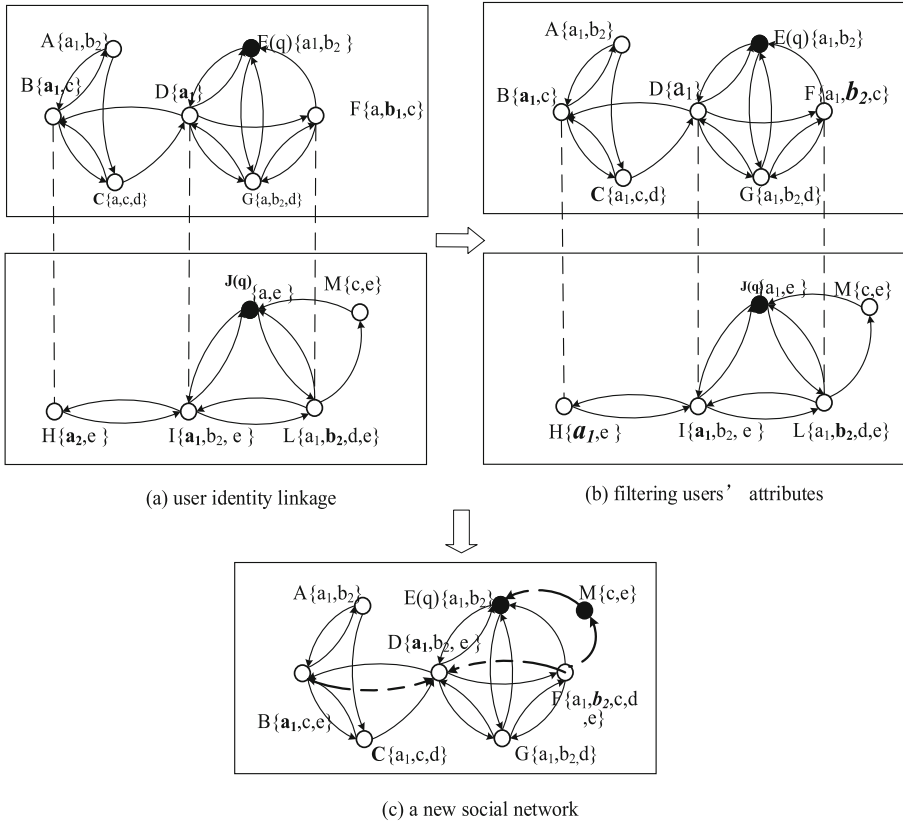 A{a₁,b₂}
E(q){a1,b₂ }
B{a₁,c}
D{a₁}
F{a,b₁,c}
C{a,c,d}
G{a,b₂,d}
J(q)
{a,e }
M{c,e}
H{a₂,e }
I{a₁,b₂, e }
L{a₁,b₂,d,e}
(a) user identity linkage
A{a₁,b₂}
E(q){a₁,b₂}
B{a₁,c}
D{a₁}
F{a₁,b₂,c}
C{a₁,c,d}
G{a₁,b₂,d}
J(q){a₁,e }
M{c,e}
H{a₁,e }
I{a₁,b₂, e }
L{a₁,b₂,d,e}
(b) filtering users’ attributes
A{a₁,b₂}
E(q){a₁,b₂}
M{c,e}
D{a₁,b₂, e }
B{a₁,c,e}
F{a₁,b₂,c,d
,e}
C{a₁,c,d}
G{a₁,b₂,d}
(c) a new social network